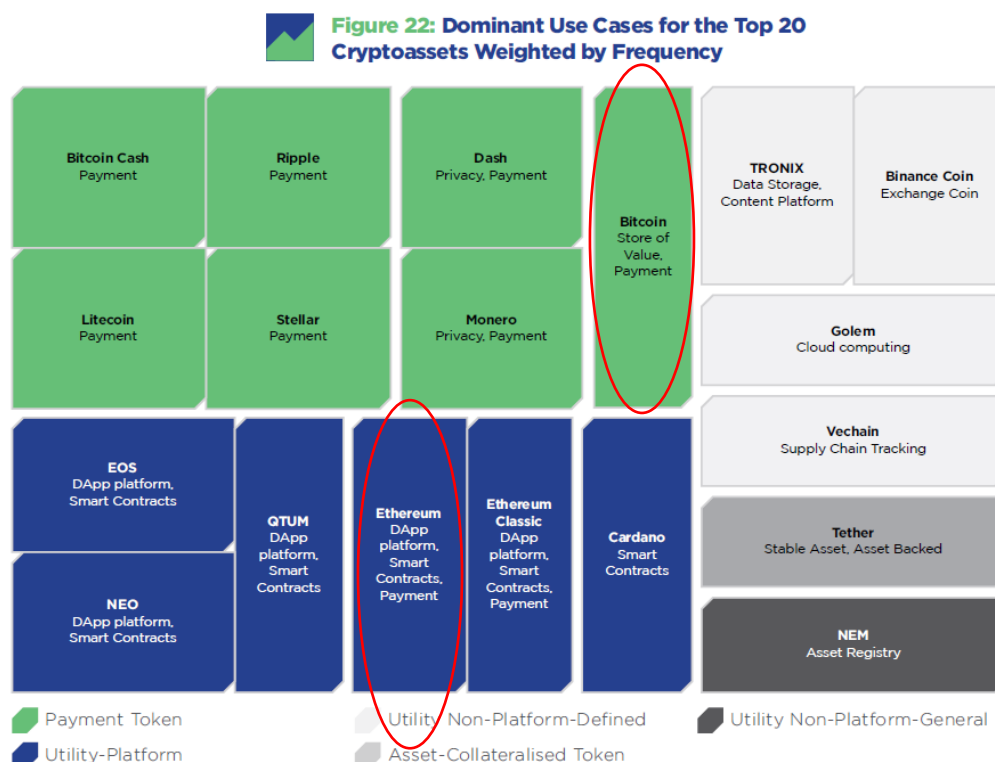 Figure 22: Dominant Use Cases for the Top 20
Cryptoassets Weighted by Frequency
Bitcoin Cash
Payment
Ripple
Payment
Dash
Privacy, Payment
Bitcoin
Store of
Value,
Payment
TRONIX
Data Storage,
Content Platform
Binance Coin
Exchange Coin
Litecoin
Payment
Stellar
Payment
Monero
Privacy, Payment
Golem
Cloud computing
Vechain
Supply Chain Tracking
EOS
DApp platform,
Smart Contracts
NEO
DApp platform,
Smart Contracts
QTUM
DApp
platform,
Smart
Contracts
Ethereum
DApp
platform,
Smart
Contracts,
Payment
Ethereum
Classic
DApp
platform,
Smart
Contracts,
Payment
Cardano
Smart
Contracts
Tether
Stable Asset, Asset Backed
NEM
Asset Registry
Payment Token
Utility Non-Platform-Defined
Utility Non-Platform-General
Utility-Platform
Asset-Collateralised Token